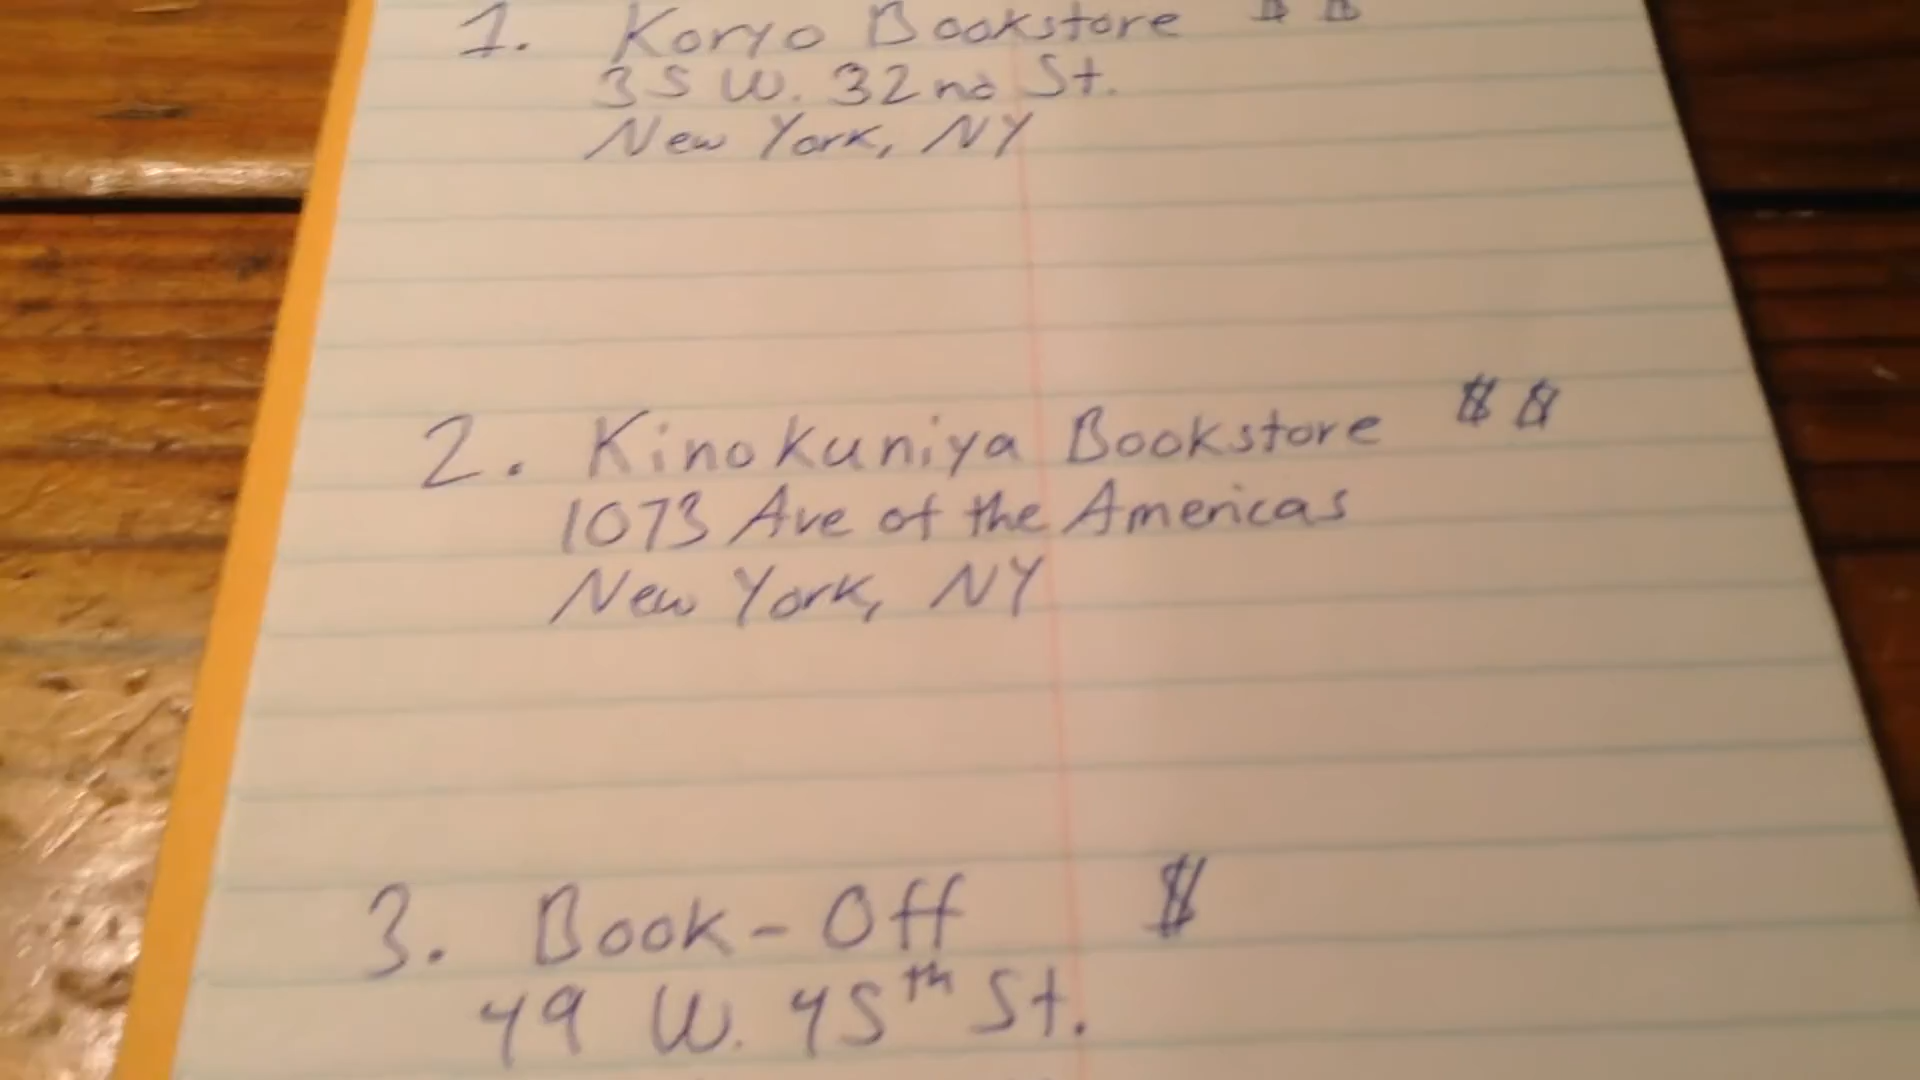 1. Koryo Bookstore $ $
35 W. 32nd St.
New York, NY
2. Kinokuniya Bookstore $ $
1073 Ave of the Americas
New York, NY
3. Book-Off $
49 W. 45th St.